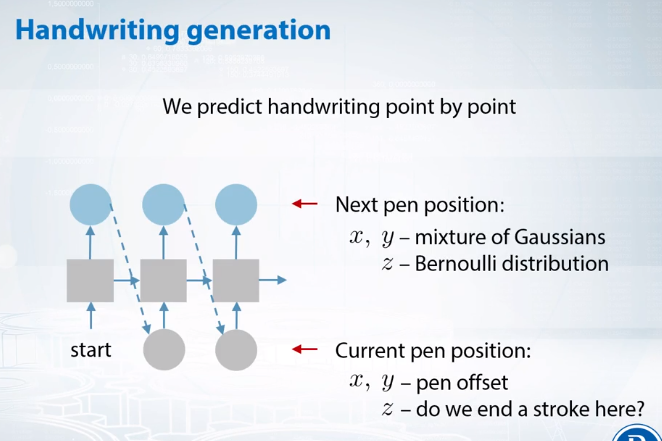 Handwriting generation
We predict handwriting point by point
Next pen position:
x, y – mixture of Gaussians
z – Bernoulli distribution
start
Current pen position:
x, y – pen offset
z – do we end a stroke here?